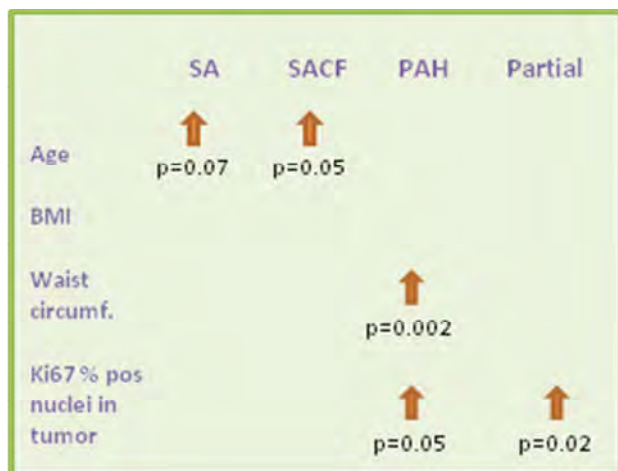 SA SACF PAH Partial
Age
p=0.07 p=0.05
BMI
Waist
circumf.
p=0.002
Ki67 % pos
nuclei in
tumor
p=0.05 p=0.02